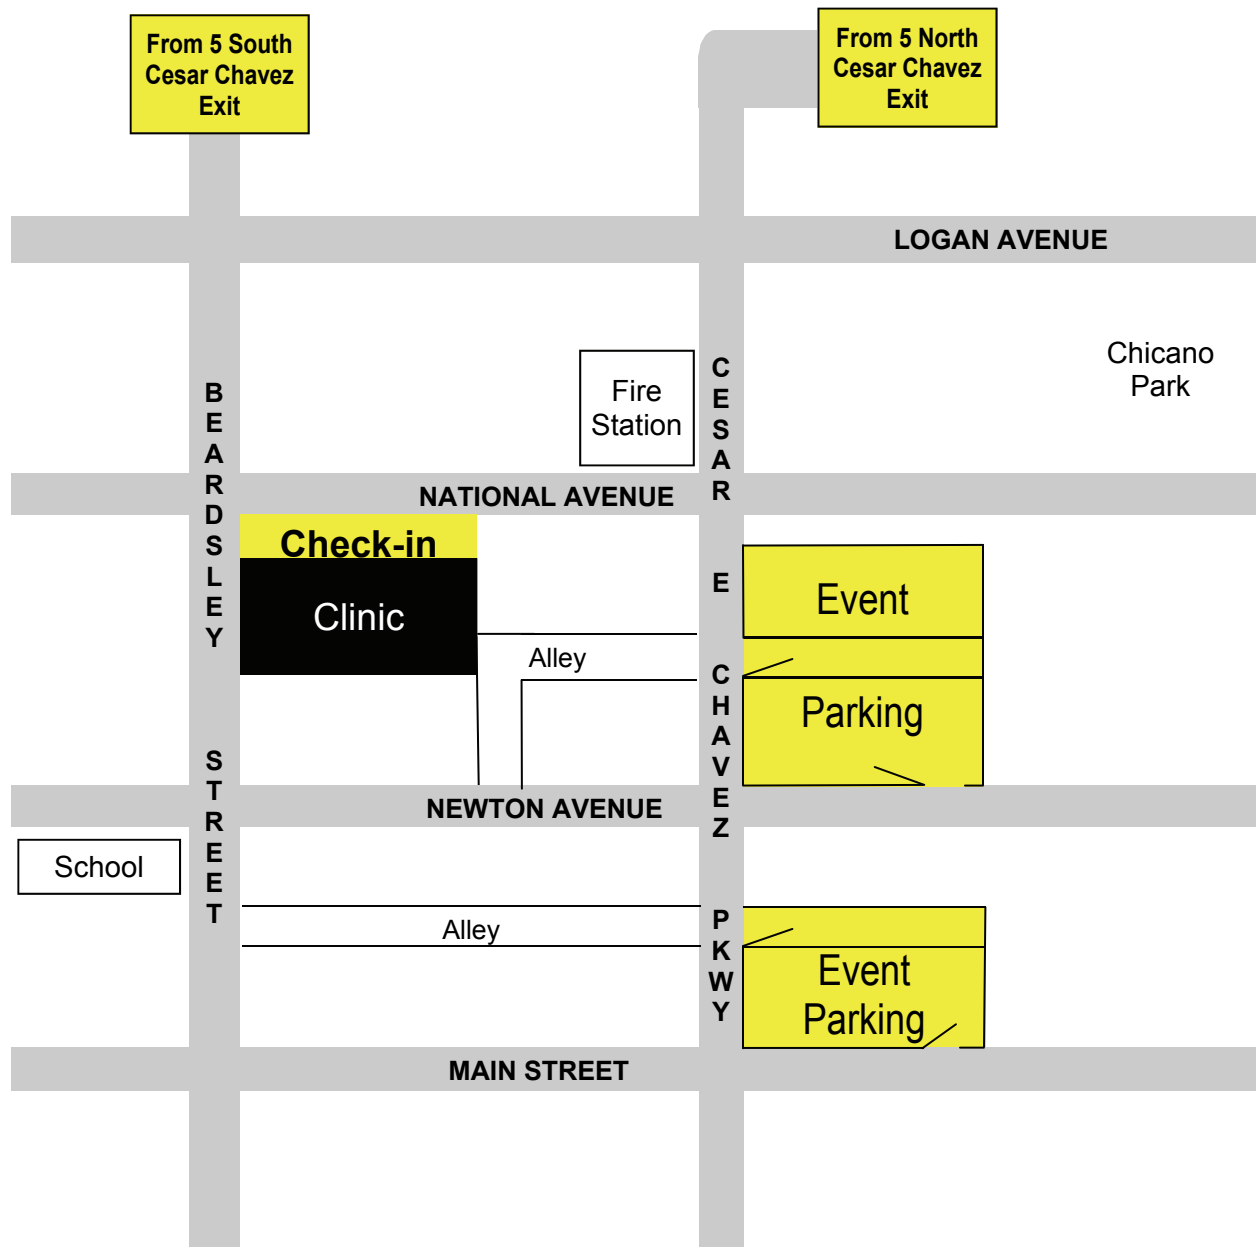 From 5 South
Cesar Chavez
Exit
From 5 North
Cesar Chavez
Exit
LOGAN AVENUE
Chicano
Park
Fire
Station
BEARDSLEY STREET
CESAR E CHAVEZ PKWY
NATIONAL AVENUE
Check-in
Clinic
Event
Alley
Parking
NEWTON AVENUE
School
Alley
Event
Parking
MAIN STREET